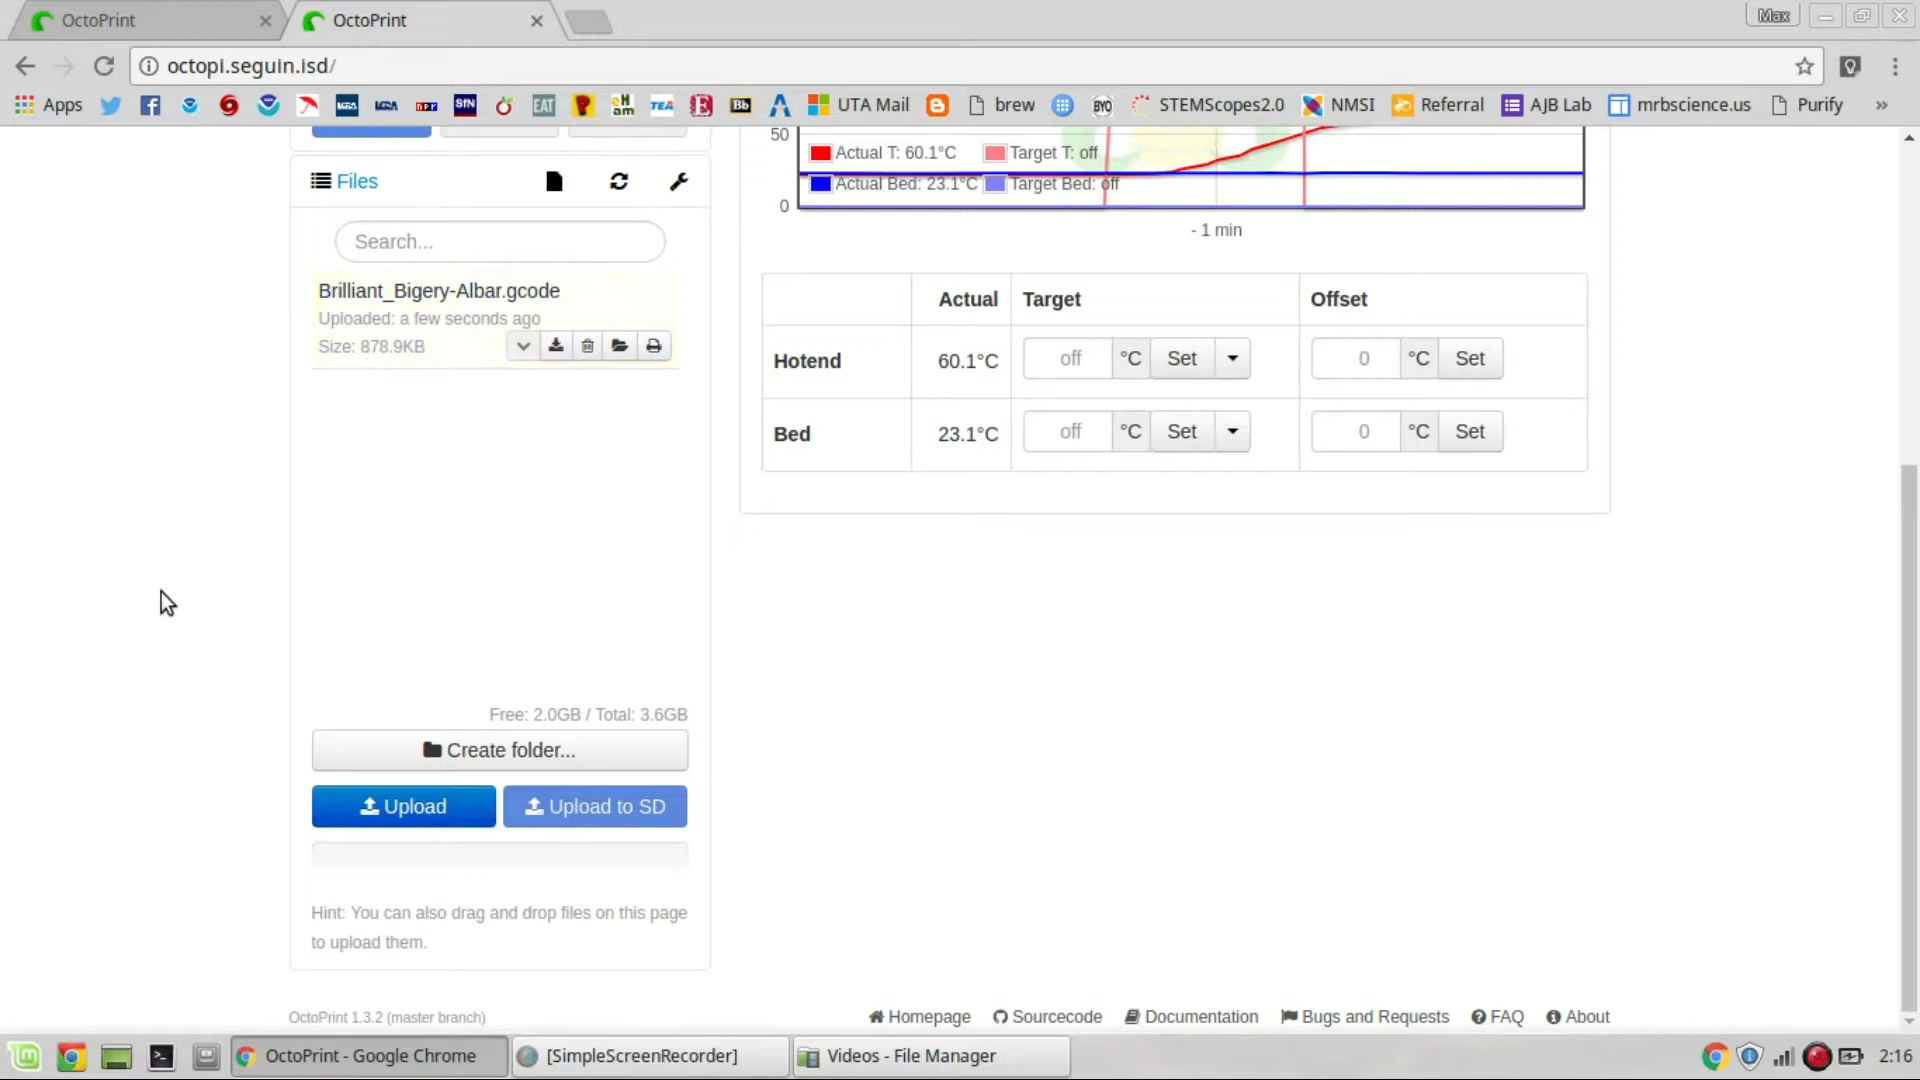 OctoPrint
OctoPrint
Max
octopi.seguin.isd/
Apps
SfN
EAT
TEA
Bb
UTA Mail
brew
BYO
STEMScopes2.0
NMSI
Referral
AJB Lab
mrbscience.us
Purify
»
50
Actual T: 60.1°C
Target T: off
Actual Bed: 23.1°C
Target Bed: off
0
- 1 min
Files
Search...
Brilliant_Bigery-Albar.gcode
Uploaded: a few seconds ago
Size: 878.9KB
Actual Target Offset
Hotend 60.1°C off °C Set 0 °C Set
Bed 23.1°C off °C Set 0 °C Set
Free: 2.0GB / Total: 3.6GB
Create folder...
Upload
Upload to SD
Hint: You can also drag and drop files on this page
to upload them.
OctoPrint 1.3.2 (master branch)
Homepage Sourcecode Documentation Bugs and Requests FAQ About
OctoPrint - Google Chrome
[SimpleScreenRecorder]
Videos - File Manager
2:16